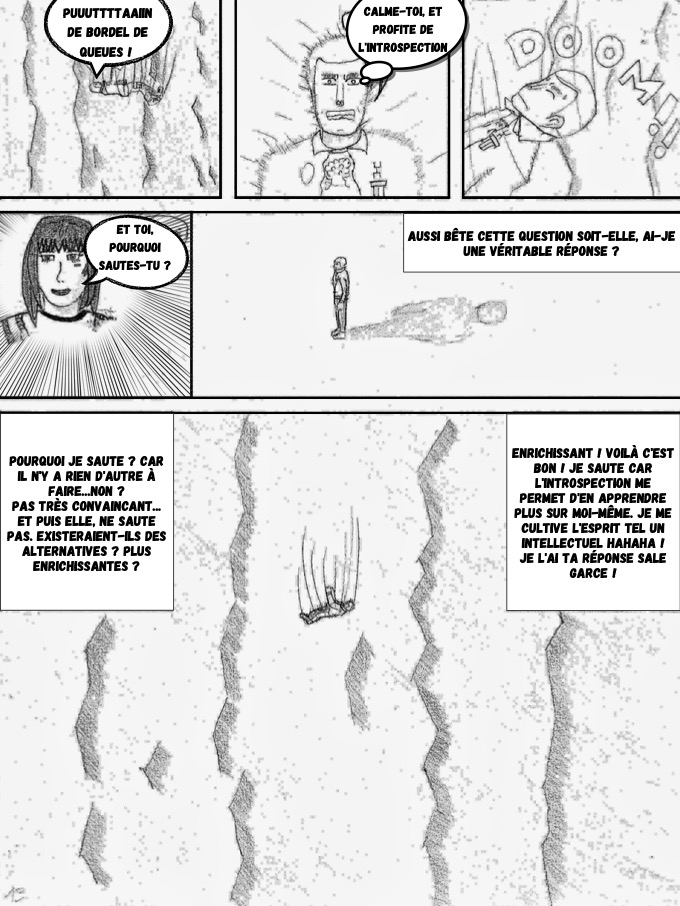 PUUUTTTTAAIIN
DE BORDEL DE
QUEUES !
CALME-TOI, ET
PROFITE DE
L'INTROSPECTION
ADOOM!!
ET TOI,
POURQUOI
SAUTES-TU ?
AUSSI BÊTE CETTE QUESTION SOIT-ELLE, AI-JE
UNE VÉRITABLE RÉPONSE ?
POURQUOI JE SAUTE ? CAR
IL N'Y A RIEN D'AUTRE À
FAIRE...NON ?
PAS TRÈS CONVAINCANT...
ET PUIS ELLE, NE SAUTE
PAS. EXISTERAIENT-ILS DES
ALTERNATIVES ? PLUS
ENRICHISSANTES ?
ENRICHISSANT ! VOILÀ C'EST
BON ! JE SAUTE CAR
L'INTROSPECTION ME
PERMET D'EN APPRENDRE
PLUS SUR MOI-MÊME. JE ME
CULTIVE L'ESPRIT TEL UN
INTELLECTUEL HAHAHA !
JE L'AI TA RÉPONSE SALE
GARCE !
13